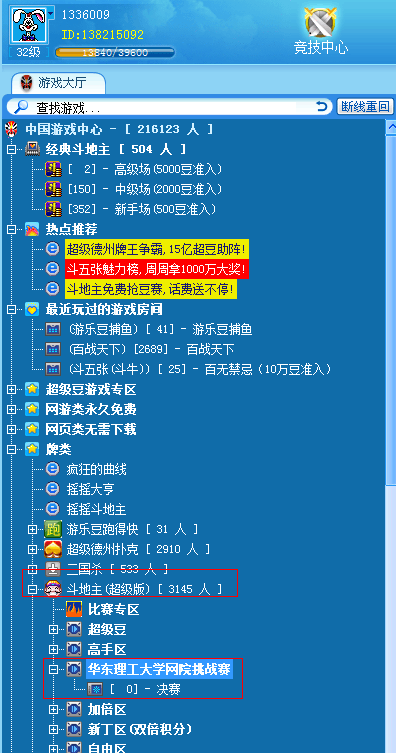 1336009
ID:138215092
32级
13840/39600
竞技中心
游戏大厅
查找游戏...
断线重回
中国游戏中心 - [ 216123 人 ]
经典斗地主 [ 504 人 ]
[ 2] - 高级场(5000豆准入)
[150] - 中级场(2000豆准入)
[352] - 新手场(500豆准入)
热点推荐
超级德州牌王争霸,15亿超豆助阵!
斗五张魅力榜,周周拿1000万大奖!
斗地主免费抢豆赛,话费送不停!
最近玩过的游戏房间
(游乐豆捕鱼) [ 41] - 游乐豆捕鱼
(百战天下) [2689] - 百战天下
(斗五张(斗牛)) [ 25] - 百无禁忌 (10万豆准入)
超级豆游戏专区
网游类永久免费
网页类无需下载
牌类
疯狂的曲线
摇摇大亨
摇摇斗地主
跑 游乐豆跑得快 [ 31 人 ]
超级德州扑克 [ 2910 人 ]
三国杀 [ 533 人 ]
斗地主(超级版) [ 3145 人 ]
比赛专区
超级豆
高手区
华东理工大学网院挑战赛
[ 0] - 决赛
加倍区
新丁区(双倍积分)
自由区